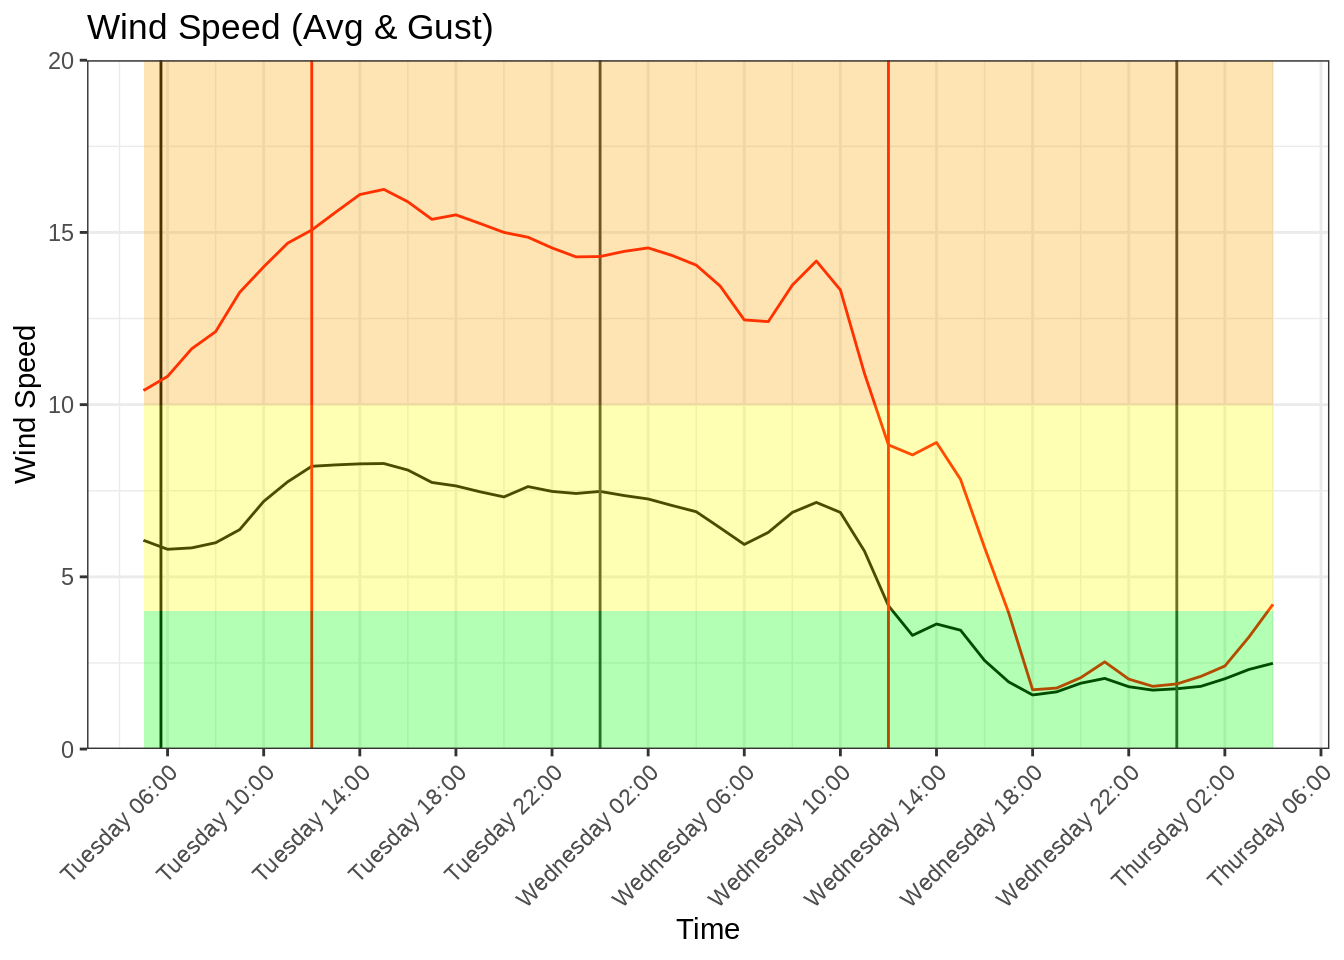 Wind Speed (Avg & Gust)
20
15
10
5
0
Wind Speed
Tuesday 06:00
Tuesday 10:00
Tuesday 14:00
Tuesday 18:00
Tuesday 22:00
Wednesday 02:00
Wednesday 06:00
Wednesday 10:00
Wednesday 14:00
Wednesday 18:00
Wednesday 22:00
Thursday 02:00
Thursday 06:00
Time